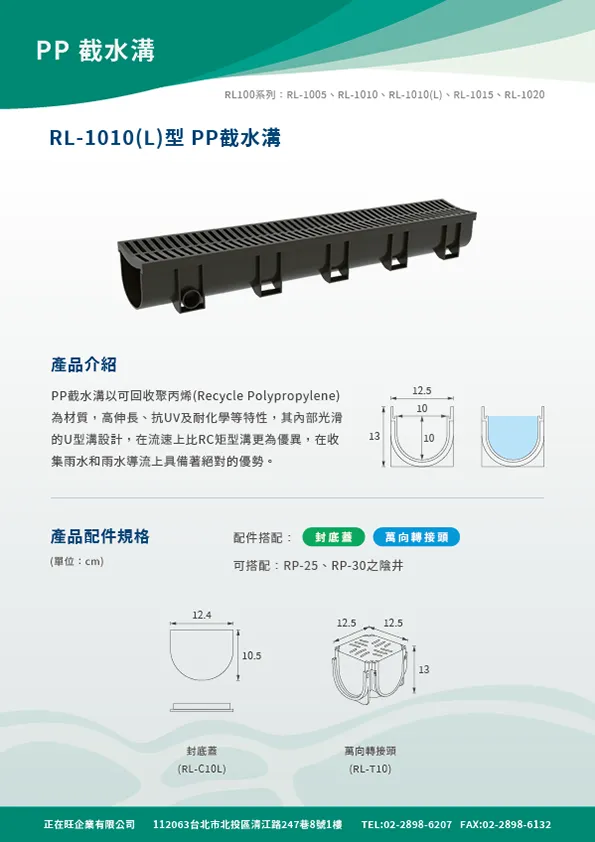 PP 截水溝
RL100系列：RL-1005、RL-1010、RL-1010(L)、RL-1015、RL-1020
RL-1010(L)型 PP截水溝
產品介紹
PP截水溝以可回收聚丙烯(Recycle Polypropylene)
為材質，高伸長、抗UV及耐化學等特性，其內部光滑
的U型溝設計，在流速上比RC矩型溝更為優異，在收
集雨水和雨水導流上具備著絕對的優勢。
12.5
10
13
10
產品配件規格
(單位：cm)
配件搭配： 封底蓋 萬向轉接頭
可搭配：RP-25、RP-30之陰井
12.4
10.5
12.5 12.5
13
封底蓋
(RL-C10L)
萬向轉接頭
(RL-T10)
正在旺企業有限公司 112063台北市北投區清江路247巷8號1樓 TEL:02-2898-6207 FAX:02-2898-6132